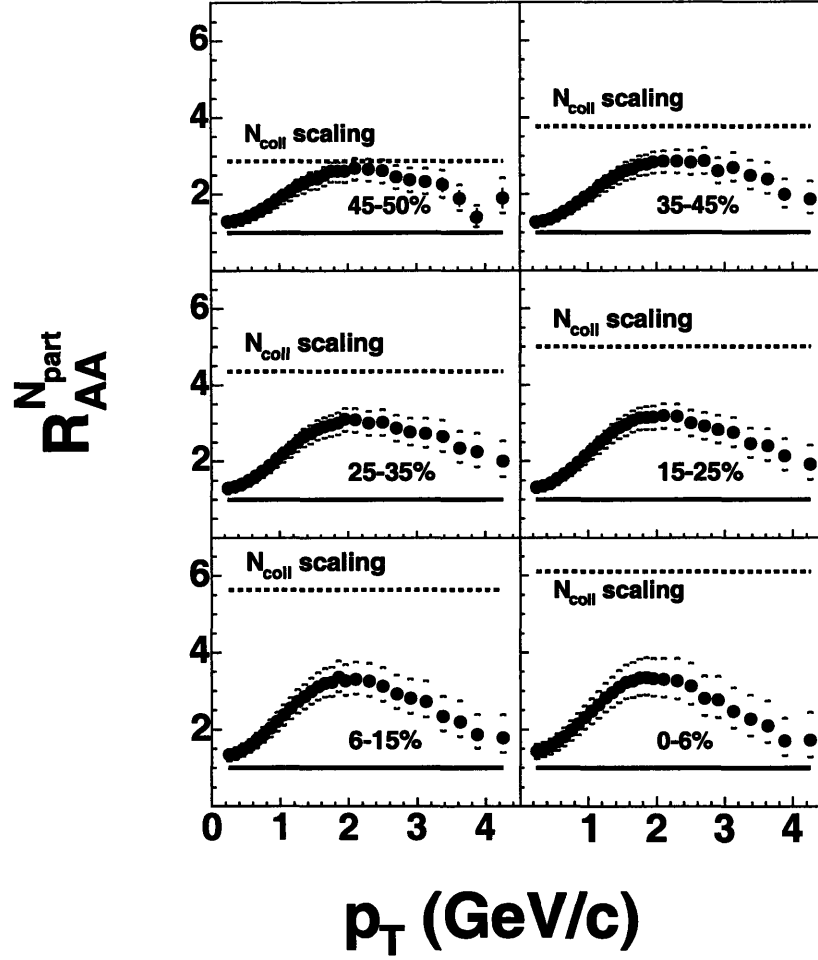 6
4
2
N_coll scaling
45-50%
N_coll scaling
35-45%
6
4
2
N_coll scaling
25-35%
N_coll scaling
15-25%
6
4
2
N_coll scaling
6-15%
N_coll scaling
0-6%
R_AA^N_part
0 1 2 3 4 1 2 3 4
p_T (GeV/c)